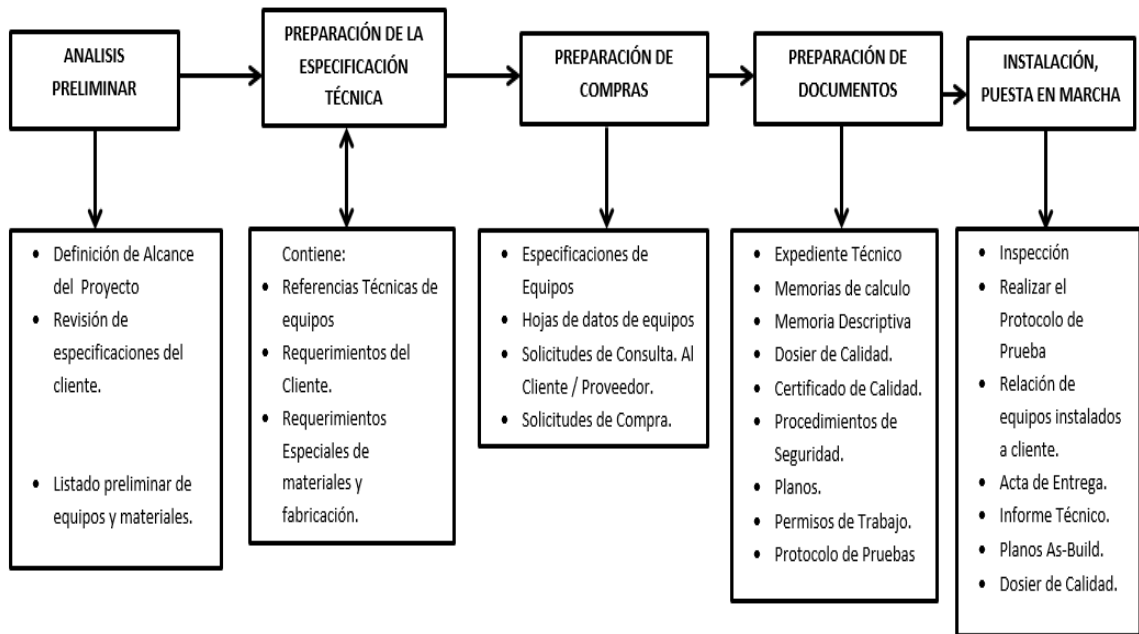 ANALISIS
PRELIMINAR
PREPARACIÓN DE LA
ESPECIFICACIÓN
TÉCNICA
PREPARACIÓN DE
COMPRAS
PREPARACIÓN DE
DOCUMENTOS
INSTALACIÓN,
PUESTA EN MARCHA
• Definición de Alcance
del Proyecto
• Revisión de
especificaciones del
cliente.
• Listado preliminar de
equipos y materiales.
Contiene:
• Referencias Técnicas de
equipos
• Requerimientos del
Cliente.
• Requerimientos
Especiales de
materiales y
fabricación.
• Especificaciones de
Equipos
• Hojas de datos de equipos
• Solicitudes de Consulta. Al
Cliente / Proveedor.
• Solicitudes de Compra.
• Expediente Técnico
• Memorias de calculo
• Memoria Descriptiva
• Dosier de Calidad.
• Certificado de Calidad.
• Procedimientos de
Seguridad.
• Planos.
• Permisos de Trabajo.
• Protocolo de Pruebas
• Inspección
• Realizar el
Protocolo de
Prueba
• Relación de
equipos instalados
a cliente.
• Acta de Entrega.
• Informe Técnico.
• Planos As-Build.
• Dosier de Calidad.